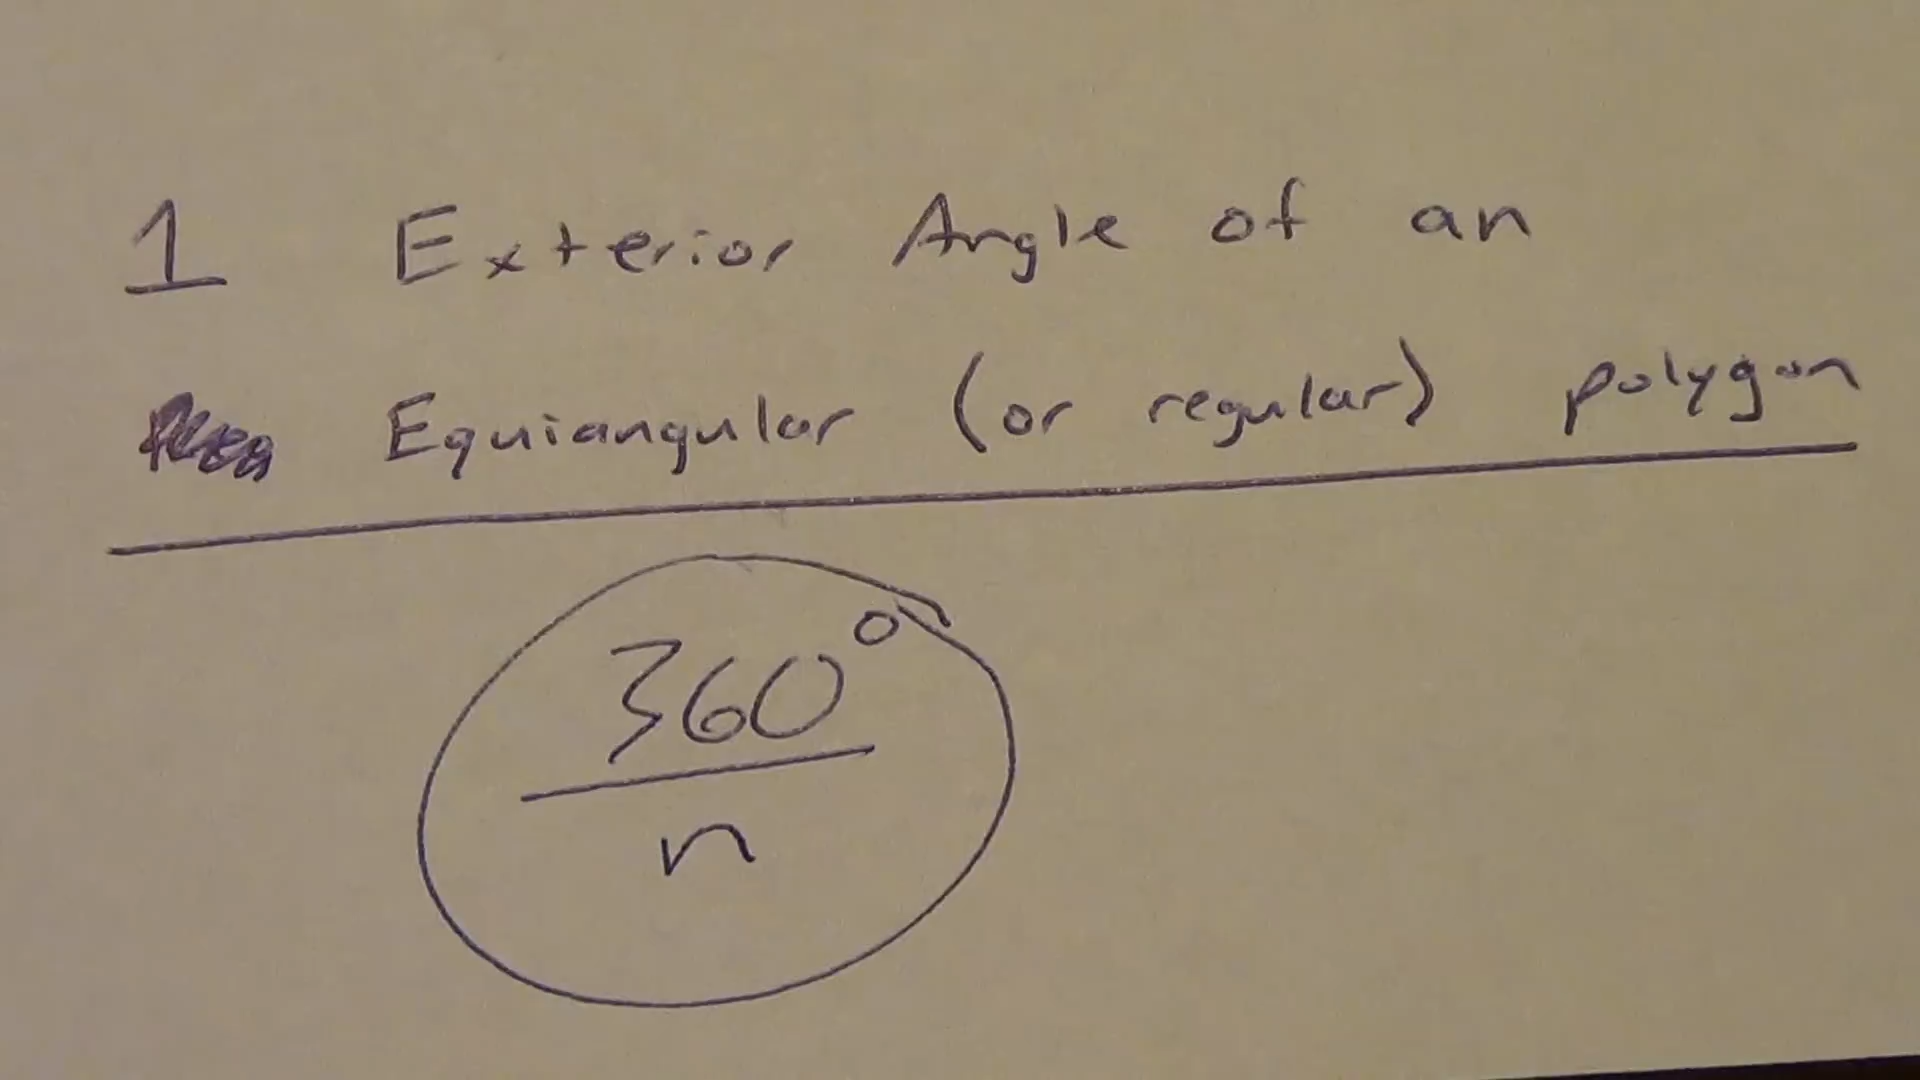 1 Exterior Angle of an
Equiangular (or regular) polygon
360°
n